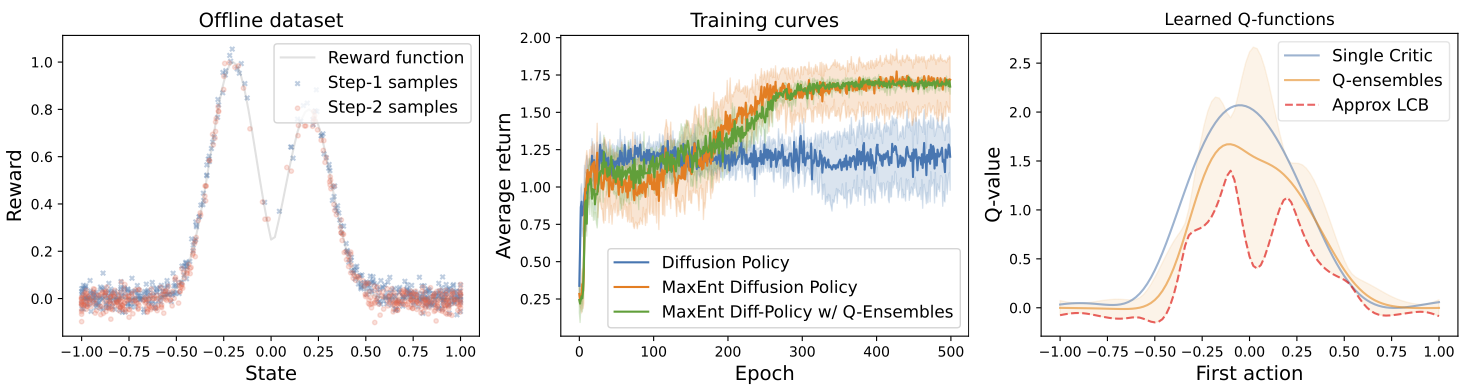 Offline dataset
Reward function
Step-1 samples
Step-2 samples
1.0
0.8
0.6
0.4
0.2
0.0
Reward
−1.00 −0.75 −0.50 −0.25 0.00 0.25 0.50 0.75 1.00
State
Training curves
2.00
1.75
1.50
1.25
1.00
0.75
0.50
0.25
Average return
Diffusion Policy
MaxEnt Diffusion Policy
MaxEnt Diff-Policy w/ Q-Ensembles
0 100 200 300 400 500
Epoch
Learned Q-functions
Single Critic
Q-ensembles
Approx LCB
2.5
2.0
1.5
1.0
0.5
0.0
Q-value
−1.00 −0.75 −0.50 −0.25 0.00 0.25 0.50 0.75 1.00
First action